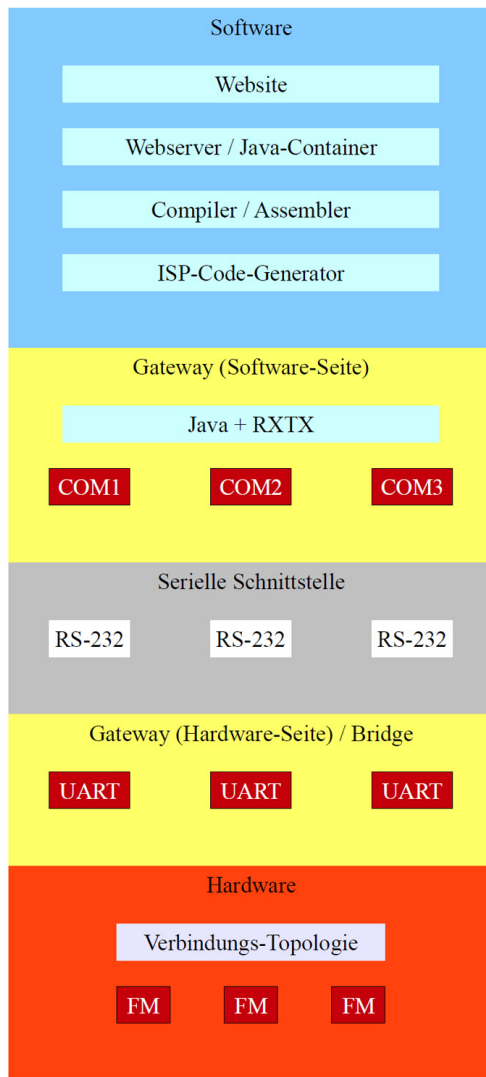 Software
Website
Webserver / Java-Container
Compiler / Assembler
ISP-Code-Generator
Gateway (Software-Seite)
Java + RXTX
COM1 COM2 COM3
Serielle Schnittstelle
RS-232 RS-232 RS-232
Gateway (Hardware-Seite) / Bridge
UART UART UART
Hardware
Verbindungs-Topologie
FM FM FM